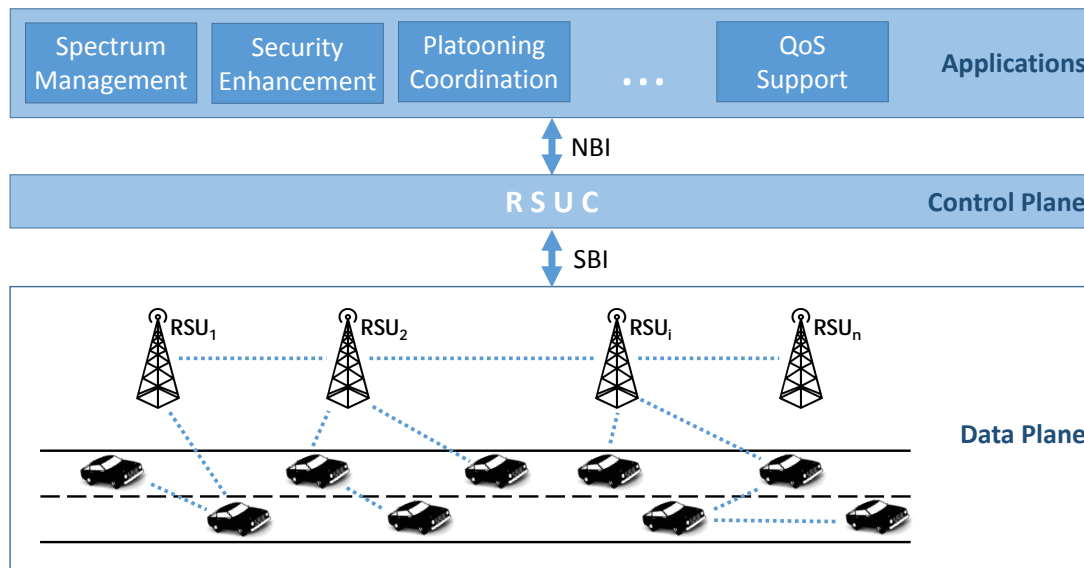 Spectrum
Management
Security
Enhancement
Platooning
Coordination
...
QoS
Support
Applications
NBI
R S U C
Control Plane
SBI
RSU₁
RSU₂
RSUᵢ
RSUₙ
Data Plane